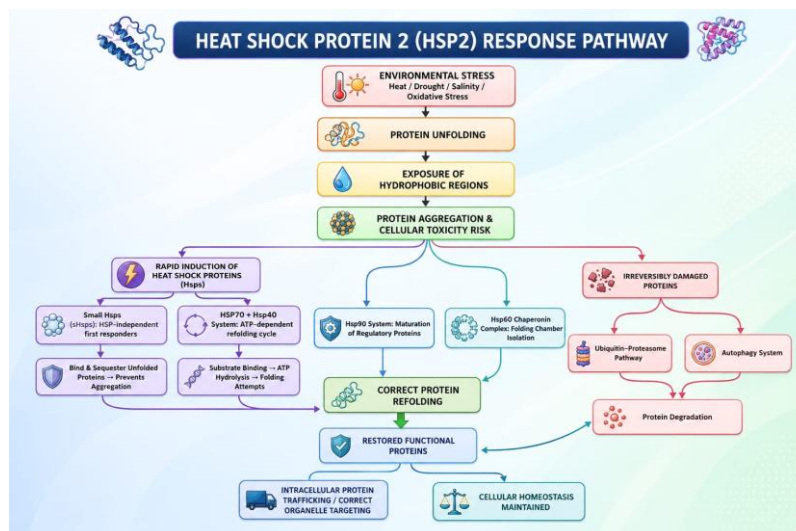 HEAT SHOCK PROTEIN 2 (HSP2) RESPONSE PATHWAY
ENVIRONMENTAL STRESS
Heat / Drought / Salinity /
Oxidative Stress
PROTEIN UNFOLDING
EXPOSURE OF
HYDROPHOBIC REGIONS
PROTEIN AGGREGATION &
CELLULAR TOXICITY RISK
RAPID INDUCTION OF
HEAT SHOCK PROTEINS
(Hsps)
IRREVERSIBLY DAMAGED
PROTEINS
Small Hsps
(sHsps): HSP-independent
first responders
HSP70 + Hsp40
System: ATP-dependent
refolding cycle
Hsp90 System: Maturation
of Regulatory Proteins
Hsp60 Chaperonin
Complex: Folding Chamber
Isolation
Ubiquitin–Proteasome
Pathway
Autophagy System
Bind & Sequester Unfolded
Proteins → Prevents
Aggregation
Substrate Binding → ATP
Hydrolysis → Folding
Attempts
CORRECT PROTEIN
REFOLDING
Protein Degradation
RESTORED FUNCTIONAL
PROTEINS
INTRACELLULAR PROTEIN
TRAFFICKING / CORRECT
ORGANELLE TARGETING
CELLULAR HOMEOSTASIS
MAINTAINED